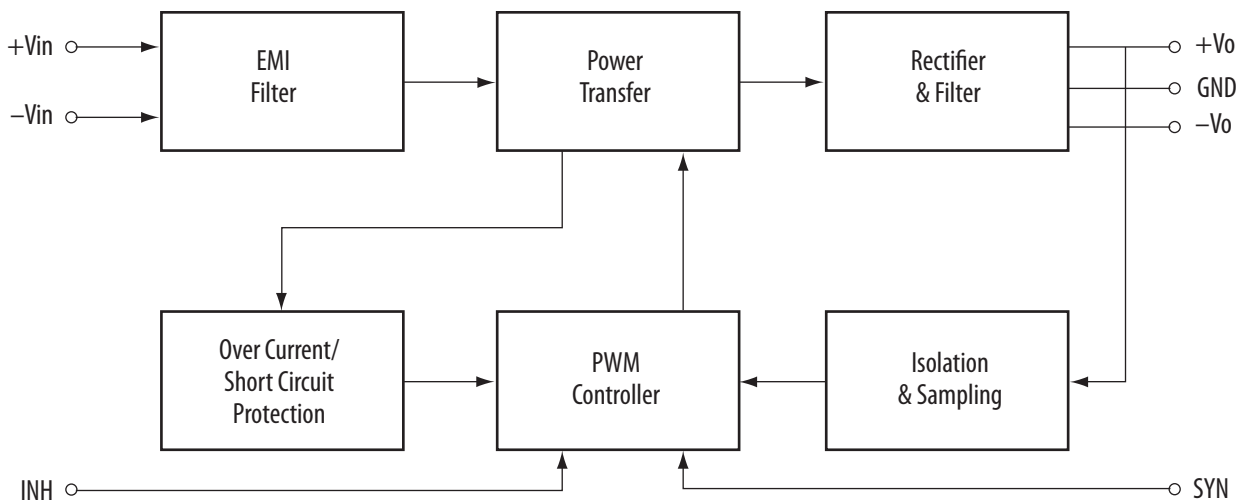 +Vin
–Vin
EMI
Filter
Power
Transfer
Rectifier
& Filter
+Vo
GND
–Vo
Over Current/
Short Circuit
Protection
PWM
Controller
Isolation
& Sampling
INH
SYN